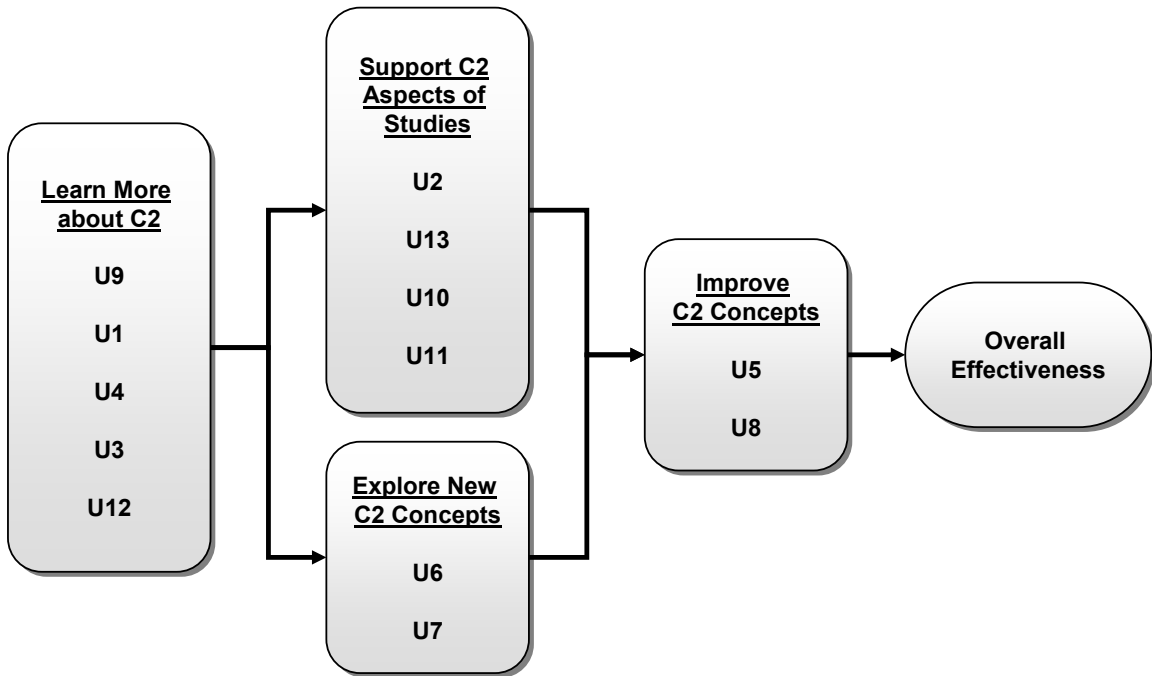 Learn More
about C2
U9
U1
U4
U3
U12
Support C2
Aspects of
Studies
U2
U13
U10
U11
Explore New
C2 Concepts
U6
U7
Improve
C2 Concepts
U5
U8
Overall
Effectiveness